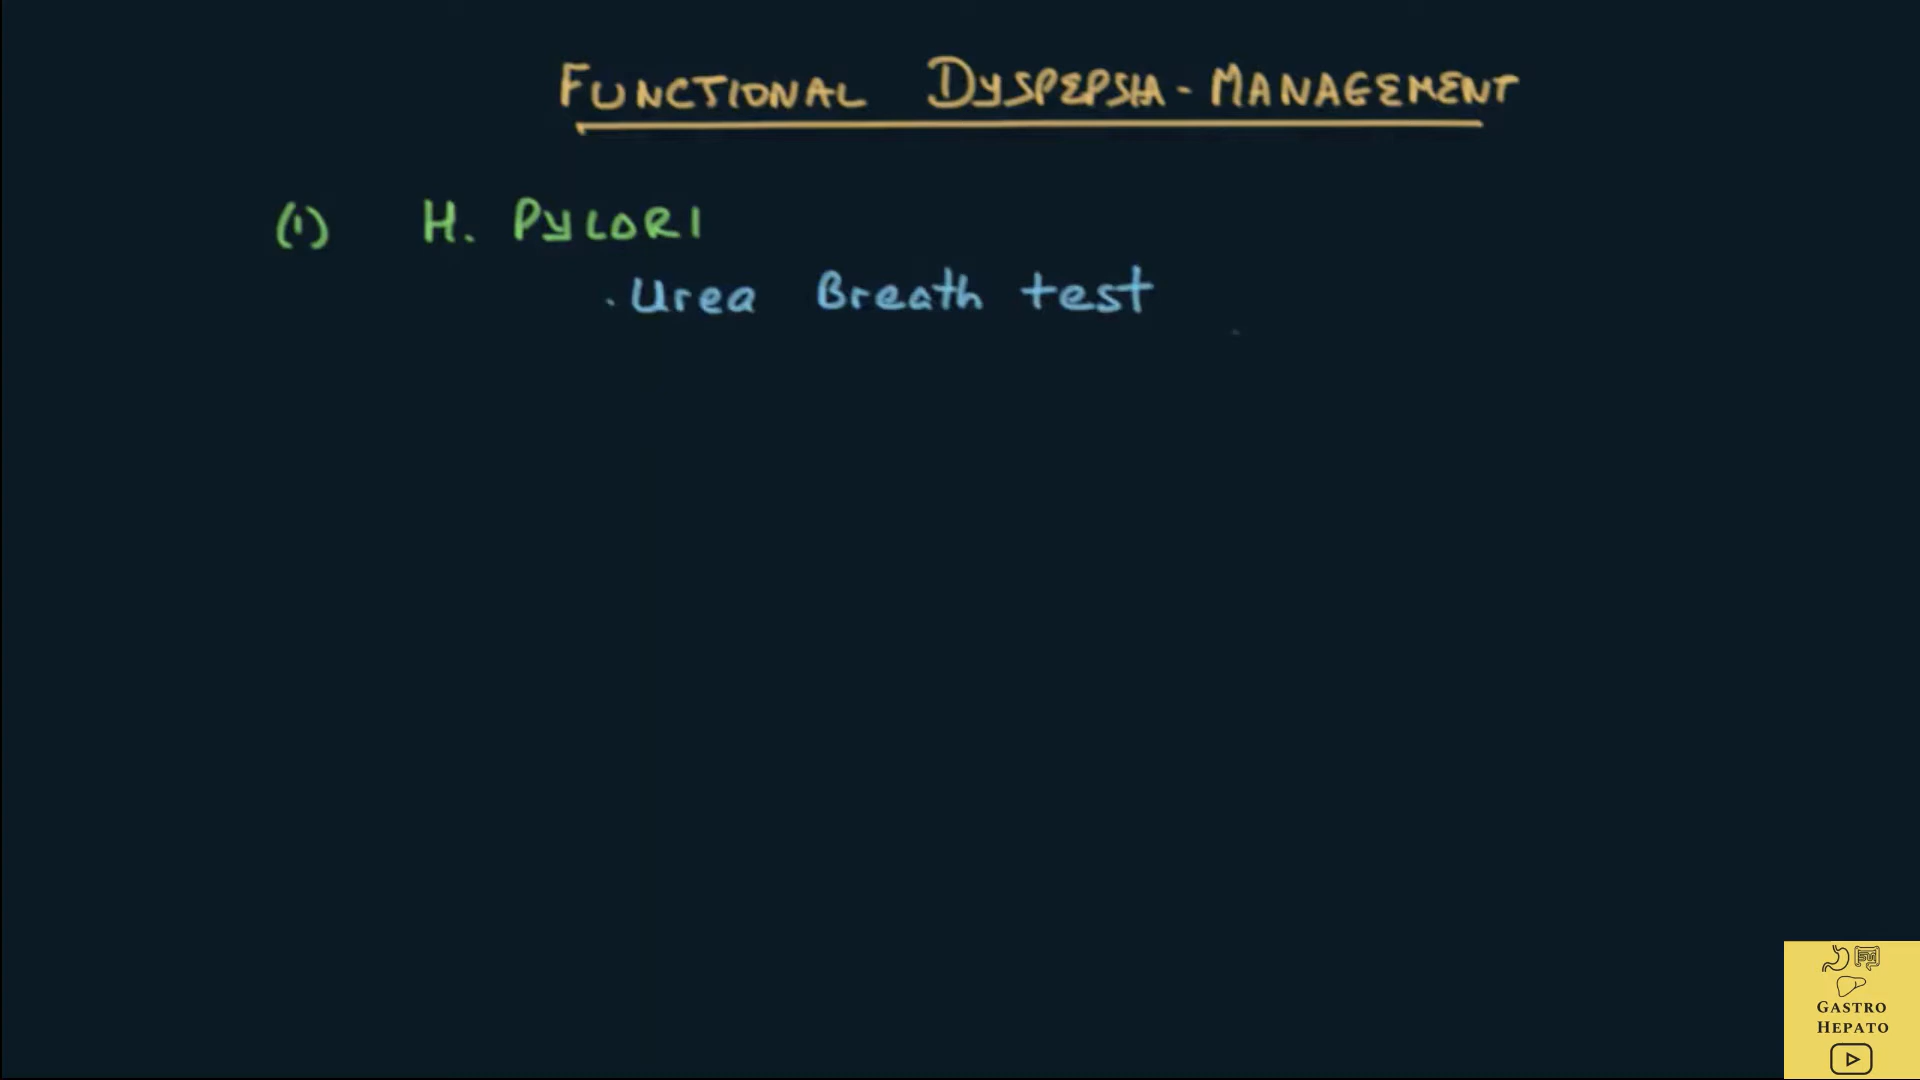 FUNCTIONAL DYSPEPSIA - MANAGEMENT
(1) H. PYLORI
. Urea Breath test
GASTRO
HEPATO